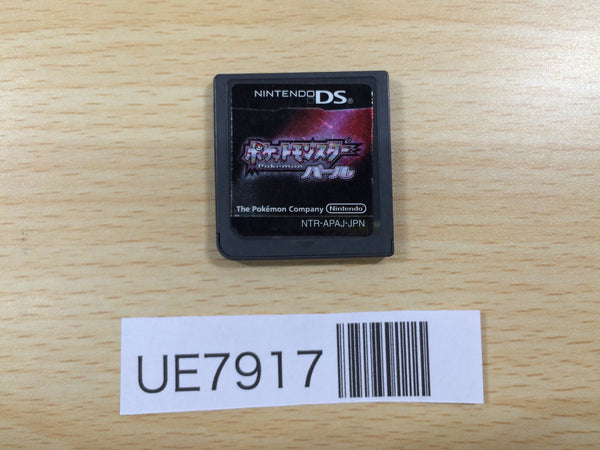 NINTENDO DS®
ポケットモンスター
Pokémon
パール
The Pokémon Company Nintendo
NTR-APAJ-JPN
UE7917